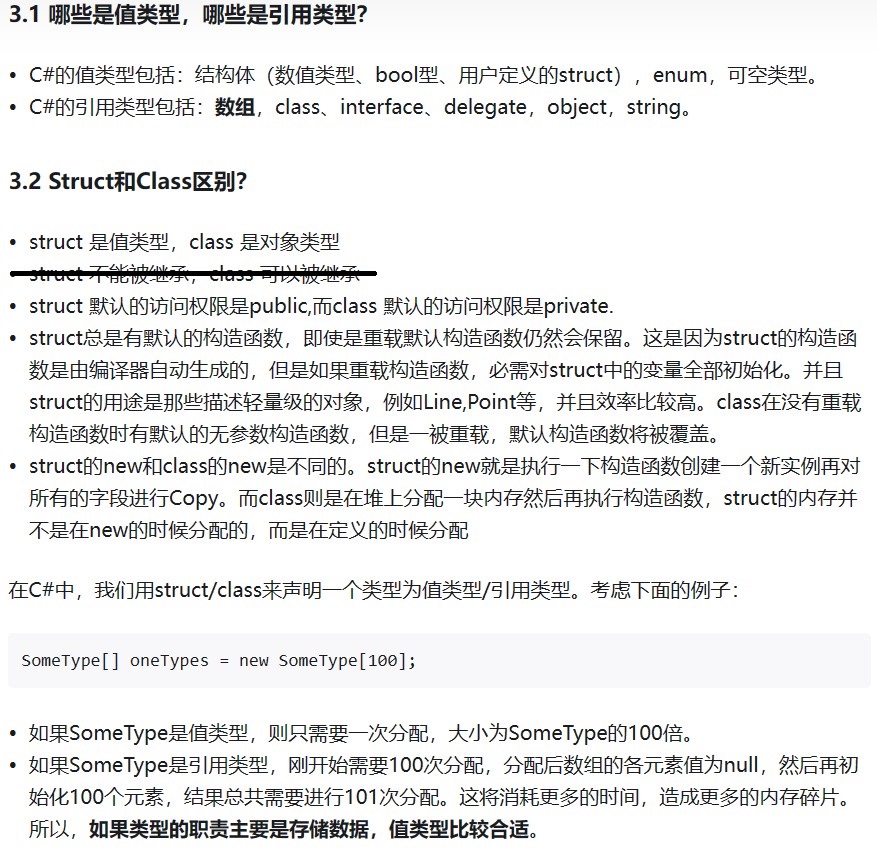 3.1 哪些是值类型，哪些是引用类型？
• C#的值类型包括：结构体（数值类型、bool型、用户定义的struct），enum，可空类型。
• C#的引用类型包括：数组，class、interface、delegate，object，string。
3.2 Struct和Class区别？
• struct 是值类型，class 是对象类型
struct 不能被继承，class 可以被继承
• struct 默认的访问权限是public,而class 默认的访问权限是private.
• struct总是有默认的构造函数，即使是重载默认构造函数仍然会保留。这是因为struct的构造函
数是由编译器自动生成的，但是如果重载构造函数，必需对struct中的变量全部初始化。并且
struct的用途是那些描述轻量级的对象，例如Line,Point等，并且效率比较高。class在没有重载
构造函数时有默认的无参数构造函数，但是一被重载，默认构造函数将被覆盖。
• struct的new和class的new是不同的。struct的new就是执行一下构造函数创建一个新实例再对
所有的字段进行Copy。而class则是在堆上分配一块内存然后再执行构造函数，struct的内存并
不是在new的时候分配的，而是在定义的时候分配
在C#中，我们用struct/class来声明一个类型为值类型/引用类型。考虑下面的例子：
SomeType[] oneTypes = new SomeType[100];
• 如果SomeType是值类型，则只需要一次分配，大小为SomeType的100倍。
• 如果SomeType是引用类型，刚开始需要100次分配，分配后数组的各元素值为null，然后再初
始化100个元素，结果总共需要进行101次分配。这将消耗更多的时间，造成更多的内存碎片。
所以，如果类型的职责主要是存储数据，值类型比较合适。